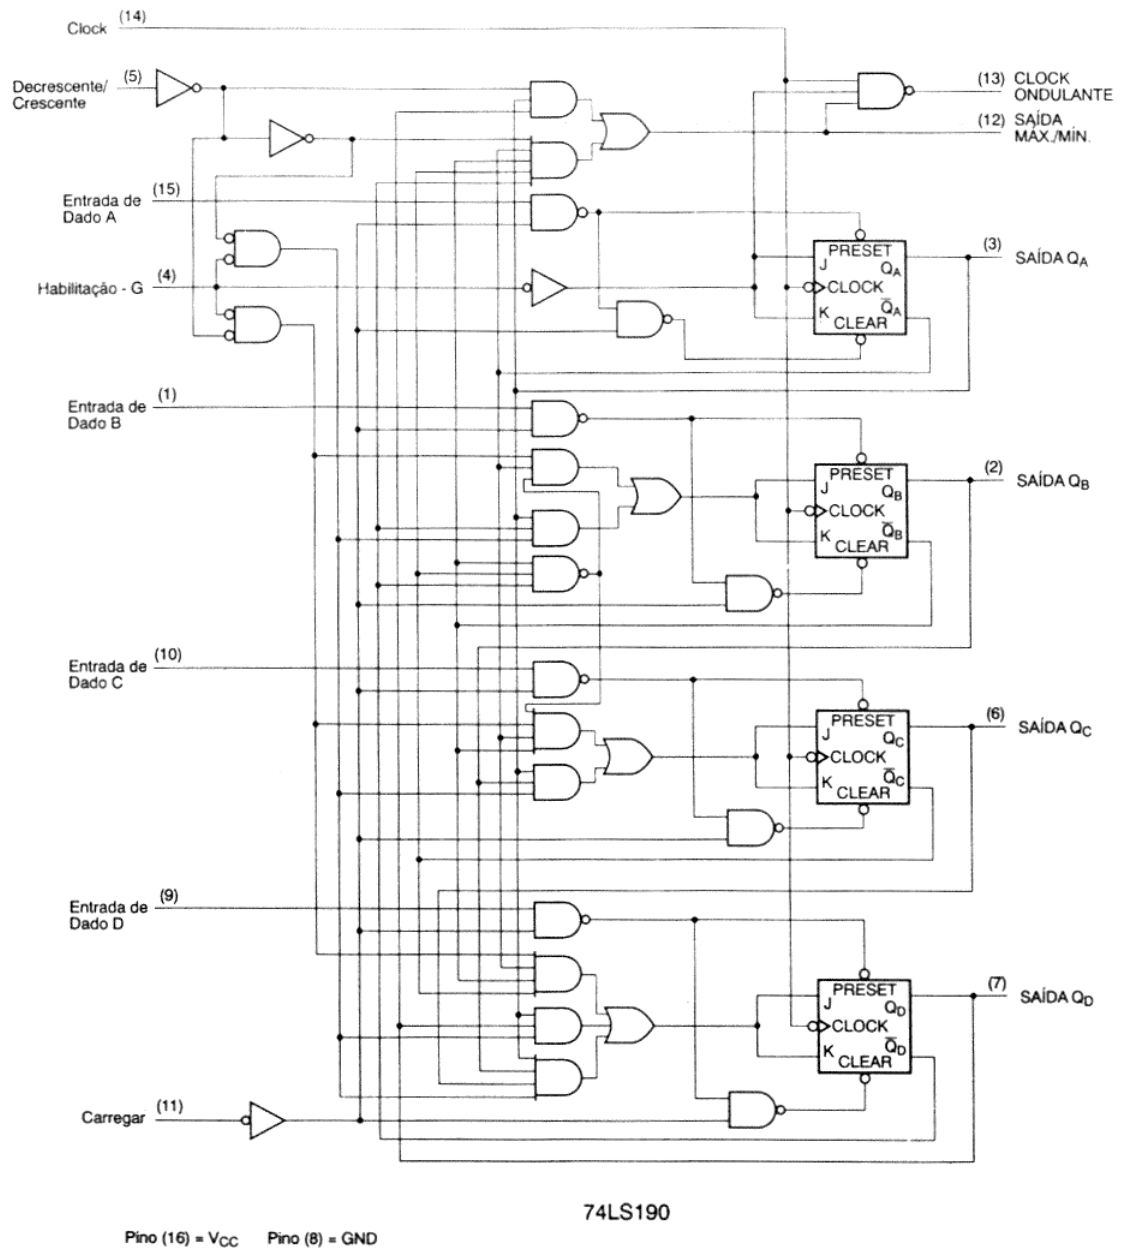 Clock (14)
Decrescente/ (5)
Crescente
(13) CLOCK
ONDULANTE
(12) SAÍDA
MÁX./MÍN.
Entrada de (15)
Dado A
PRESET
J QA
CLOCK
K Q̅A
CLEAR
(3) SAÍDA QA
Habilitação - G (4)
Entrada de (1)
Dado B
PRESET
J QB
CLOCK
K Q̅B
CLEAR
(2) SAÍDA QB
Entrada de (10)
Dado C
PRESET
J QC
CLOCK
K Q̅C
CLEAR
(6) SAÍDA QC
Entrada de (9)
Dado D
PRESET
J QD
CLOCK
K Q̅D
CLEAR
(7) SAÍDA QD
Carregar (11)
74LS190
Pino (16) = VCC Pino (8) = GND